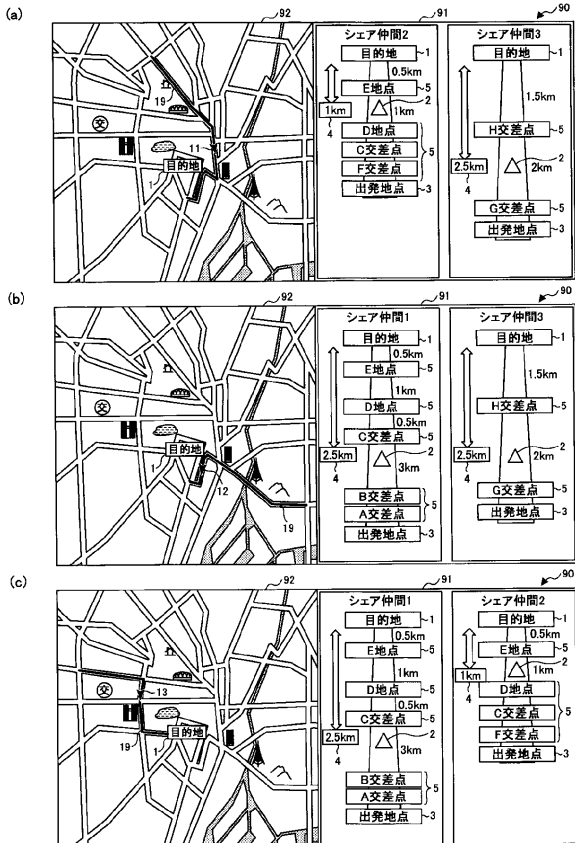 (a)
92
91
90
シェア仲間2
シェア仲間3
目的地
1
目的地
1
0.5km
E地点
5
1km
4
2
1km
1.5km
D地点
C交差点
F交差点
5
出発地点
3
H交差点
5
2.5km
4
2
2km
G交差点
5
出発地点
3
19
交
11
目的地
1
(b)
92
91
90
シェア仲間1
シェア仲間3
目的地
1
目的地
1
0.5km
E地点
5
1km
D地点
5
0.5km
C交差点
5
2.5km
4
2
3km
B交差点
A交差点
5
出発地点
3
1.5km
H交差点
5
2.5km
4
2
2km
G交差点
5
出発地点
3
交
目的地
1
12
19
(c)
92
91
90
シェア仲間1
シェア仲間2
目的地
1
目的地
1
0.5km
E地点
5
1km
D地点
5
0.5km
C交差点
5
2.5km
4
2
3km
B交差点
A交差点
5
出発地点
3
0.5km
E地点
5
2
1km
1km
4
D地点
C交差点
F交差点
5
出発地点
3
交
13
19
目的地
1